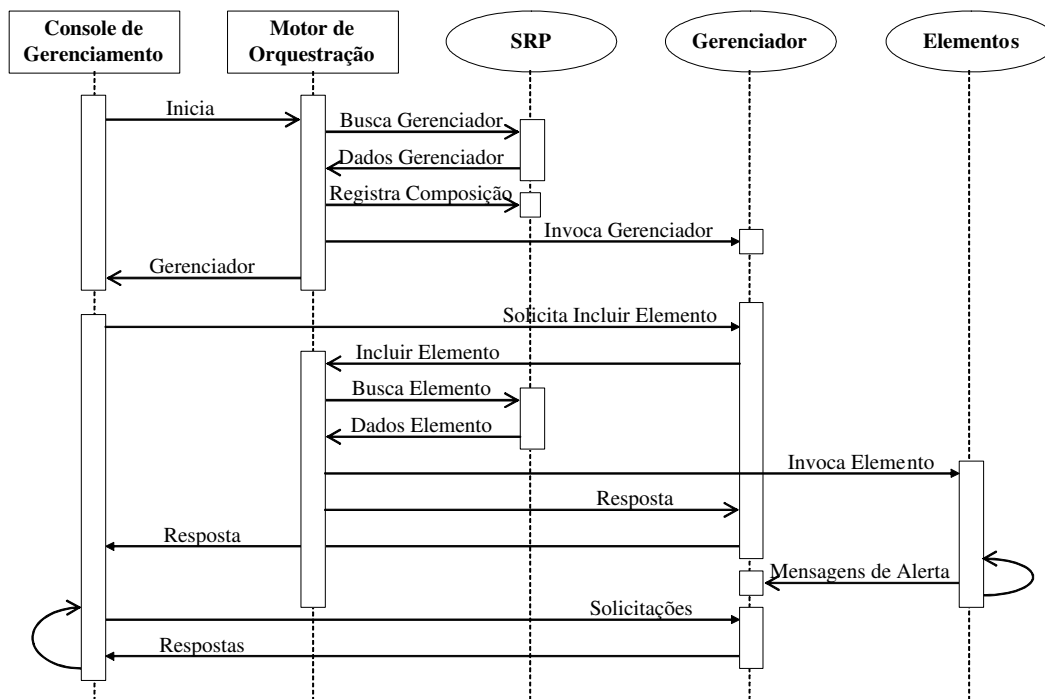 Console de
Gerenciamento
Motor de
Orquestração
SRP
Gerenciador
Elementos
Inicia
Busca Gerenciador
Dados Gerenciador
Registra Composição
Invoca Gerenciador
Gerenciador
Solicita Incluir Elemento
Incluir Elemento
Busca Elemento
Dados Elemento
Invoca Elemento
Resposta
Resposta
Mensagens de Alerta
Solicitações
Respostas